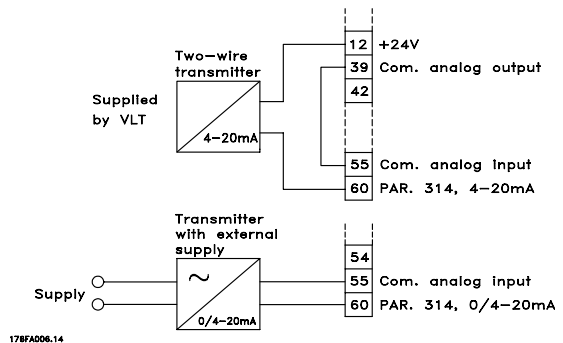 12 +24V
Two-wire
transmitter
39 Com. analog output
42
Supplied
by VLT
4-20mA
55 Com. analog input
60 PAR. 314, 4-20mA
Transmitter
with external
supply
54
~
55 Com. analog input
Supply
60 PAR. 314, 0/4-20mA
0/4-20mA
178FA006.14